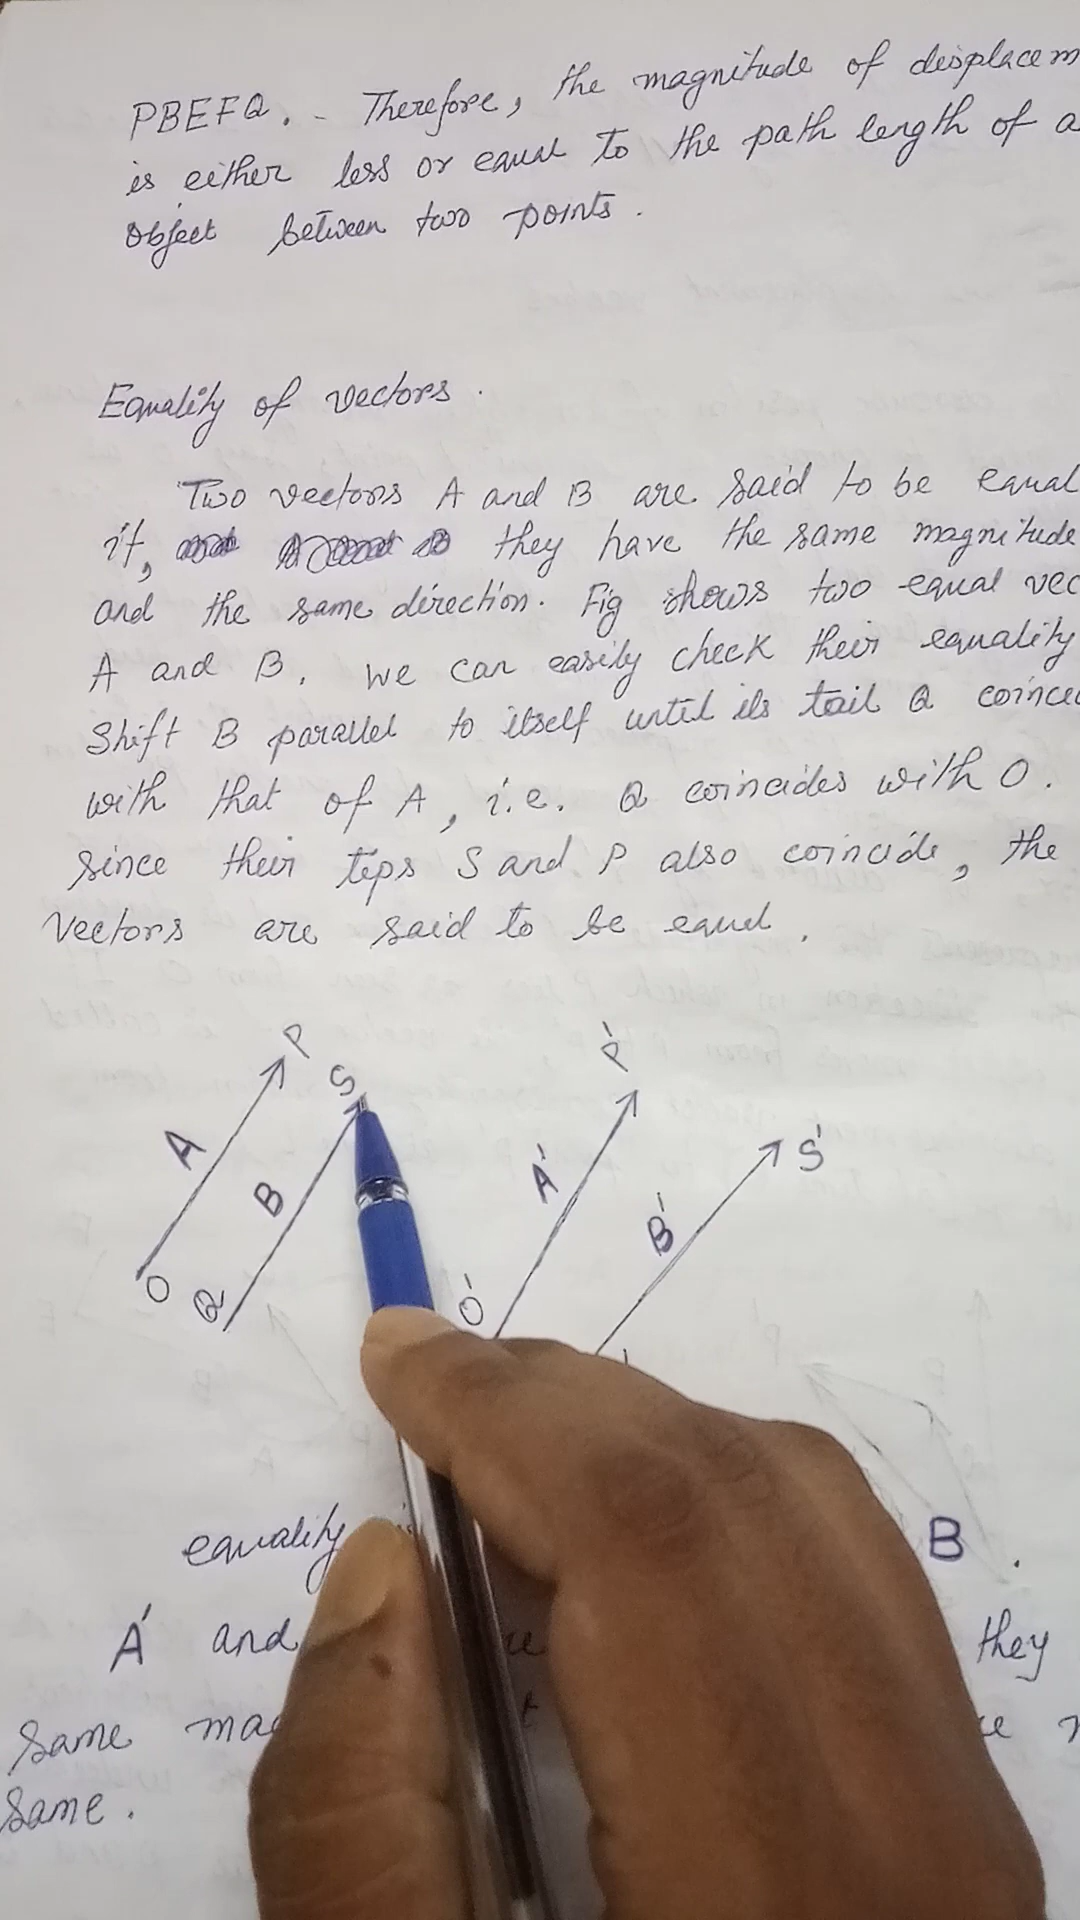 PBEFQ. Therefore, the magnitude of displacem
is either less or equal to the path length of a
object between two points.
Equality of vectors.
Two vectors A and B are said to be equal
if, they have the same magnitude
and the same direction. Fig shows two equal vec
A and B. We can easily check their equality
Shift B parallel to itself until its tail Q coinci
with that of A, i.e. Q coincides with O.
since their tips S and P also coincide, the
vectors are said to be equal.
P
S
A
B
O
Q
P'
S'
A'
B'
O'
equality B.
A' and they
same mag
same.